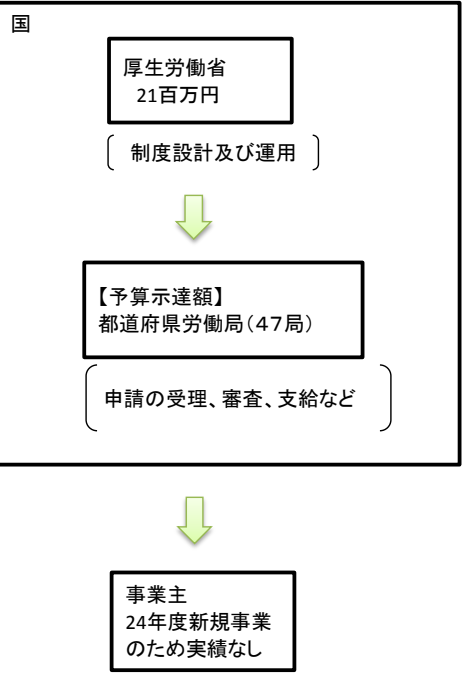 国
厚生労働省
21百万円
制度設計及び運用
【予算示達額】
都道府県労働局(47局)
申請の受理、審査、支給など
事業主
24年度新規事業
のため実績なし